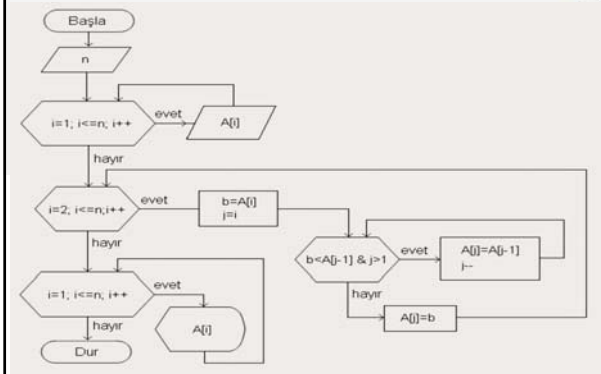 Başla
n
i=1; i<=n; i++
evet
A[i]
hayır
i=2; i<=n;i++
evet
b=A[i]
j=i
b<A[j-1] & j>1
evet
A[j]=A[j-1]
j--
hayır
A[j]=b
hayır
i=1; i<=n; i++
evet
A[i]
hayır
Dur